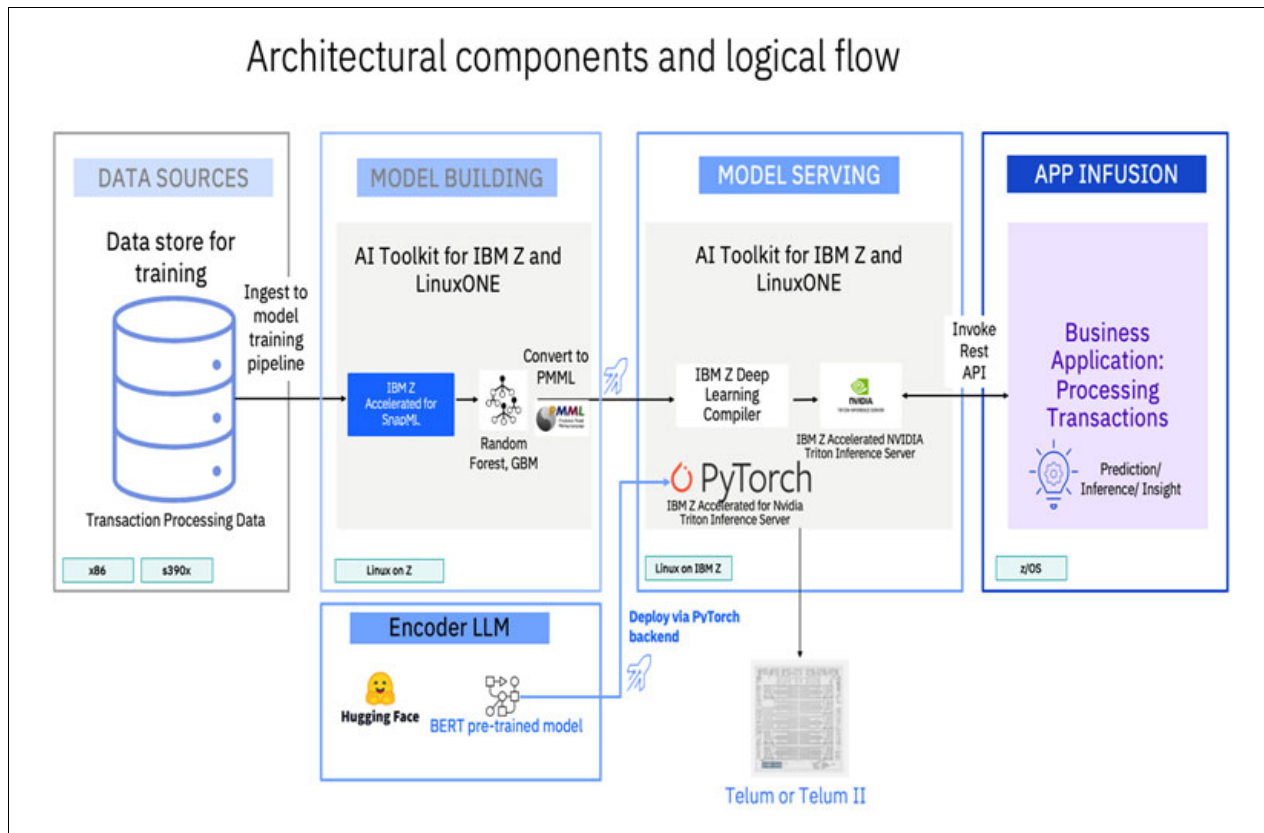 Architectural components and logical flow
DATA SOURCES
Data store for
training
Transaction Processing Data
x86
s390x
Ingest to
model
training
pipeline
MODEL BUILDING
AI Toolkit for IBM Z and
LinuxONE
IBM Z
Accelerated for
SnapML
Random
Forest, GBM
Convert to
PMML
PMML
Linux on Z
MODEL SERVING
AI Toolkit for IBM Z and
LinuxONE
IBM Z Deep
Learning
Compiler
NVIDIA
TRITON INFERENCE SERVER
IBM Z Accelerated NVIDIA
Triton Inference Server
PyTorch
IBM Z Accelerated for Nvidia
Triton Inference Server
Linux on IBM Z
Invoke
Rest
API
APP INFUSION
Business
Application:
Processing
Transactions
Prediction/
Inference/ Insight
z/OS
Encoder LLM
Hugging Face
BERT pre-trained model
Deploy via PyTorch
backend
Telum or Telum II